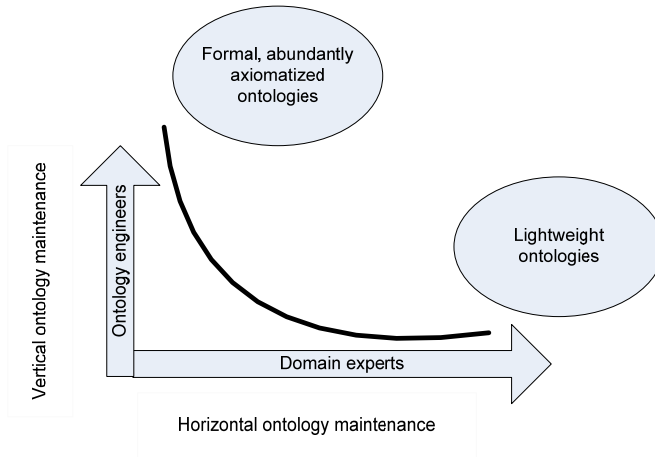 Formal, abundantly
axiomatized
ontologies
Lightweight
ontologies
Vertical ontology maintenance
Ontology engineers
Domain experts
Horizontal ontology maintenance